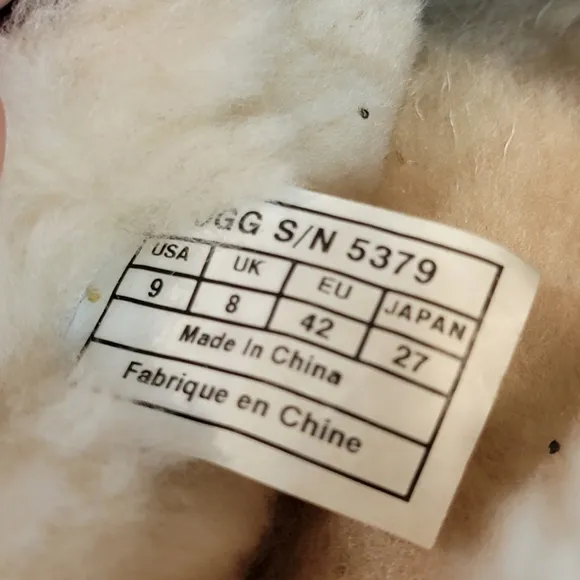 UGG S/N 5379
USA UK EU JAPAN
9 8 42 27
Made In China
Fabrique en Chine